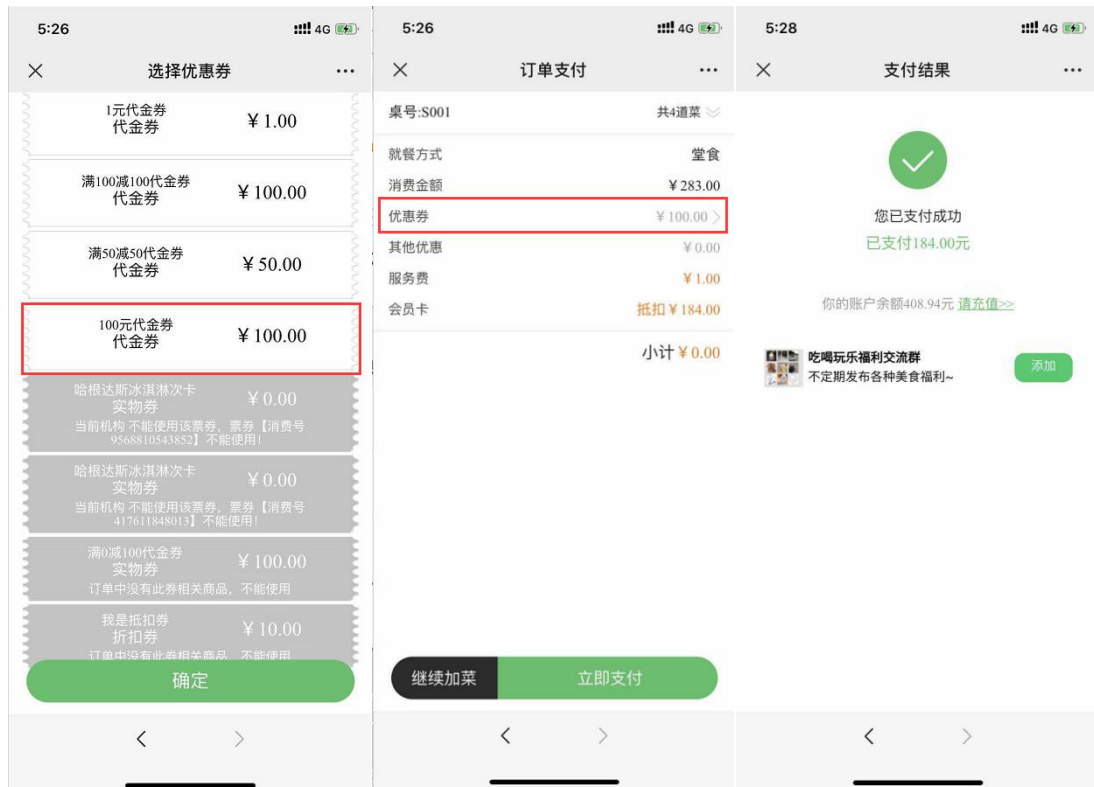 5:26
4G
选择优惠券
1元代金券
代金券
¥ 1.00
满100减100代金券
代金券
¥ 100.00
满50减50代金券
代金券
¥ 50.00
100元代金券
代金券
¥ 100.00
哈根达斯冰淇淋次卡
实物券
¥ 0.00
当前机构 不能使用该票券，票券【消费号
9568810543852】不能使用!
哈根达斯冰淇淋次卡
实物券
¥ 0.00
当前机构 不能使用该票券，票券【消费号
417611848013】不能使用!
满0减100代金券
实物券
¥ 100.00
订单中没有此券相关商品，不能使用
我是抵扣券
折扣券
¥ 10.00
订单中没有此券相关商品，不能使用
确定
5:26
4G
订单支付
桌号:S001 共4道菜
就餐方式 堂食
消费金额 ¥ 283.00
优惠券 ¥ 100.00
其他优惠 ¥ 0.00
服务费 ¥ 1.00
会员卡 抵扣 ¥ 184.00
小计 ¥ 0.00
继续加菜 立即支付
5:28
4G
支付结果
您已支付成功
已支付184.00元
你的账户余额408.94元 请充值>>
吃喝玩乐福利交流群
不定期发布各种美食福利~
添加